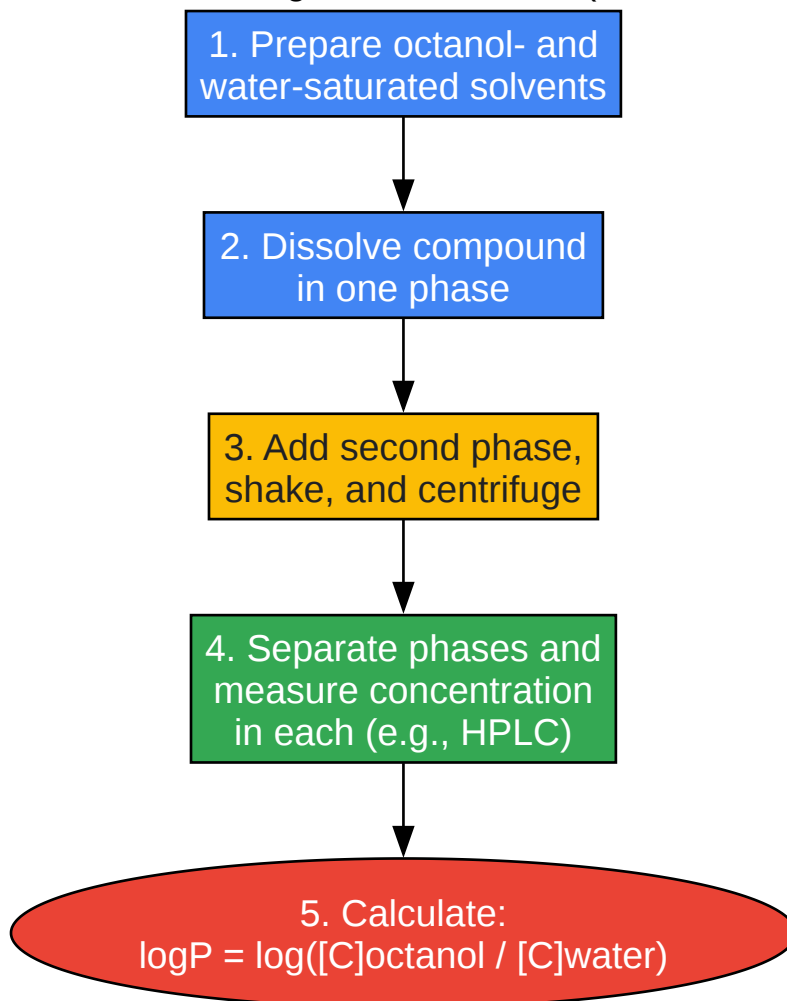 1. Prepare octanol- and
water-saturated solvents
2. Dissolve compound
in one phase
3. Add second phase,
shake, and centrifuge
4. Separate phases and
measure concentration
in each (e.g., HPLC)
5. Calculate:
logP = log([C]octanol / [C]water)